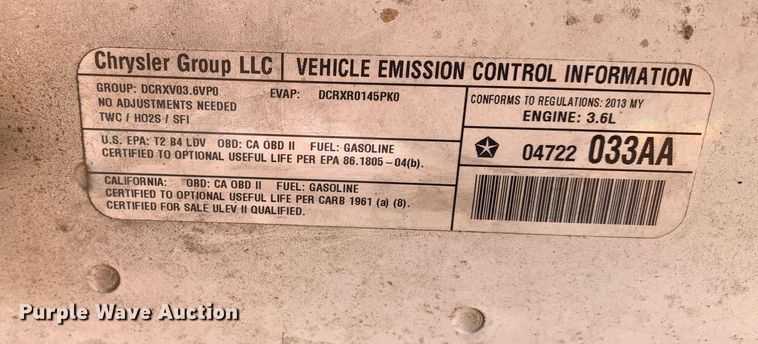 Chrysler Group LLC
VEHICLE EMISSION CONTROL INFORMATION
GROUP: DCRXV03.6VP0 EVAP: DCRXR0145PK0
NO ADJUSTMENTS NEEDED
TWC / HO2S / SFI
CONFORMS TO REGULATIONS: 2013 MY
ENGINE: 3.6L
U.S. EPA: T2 B4 LDV OBD: CA OBD II FUEL: GASOLINE
CERTIFIED TO OPTIONAL USEFUL LIFE PER EPA 86.1805-04(b).
04722 033AA
CALIFORNIA: OBD: CA OBD II FUEL: GASOLINE
CERTIFIED TO OPTIONAL USEFUL LIFE PER CARB 1961 (a) (8).
CERTIFIED FOR SALE ULEV II QUALIFIED.
Purple Wave Auction